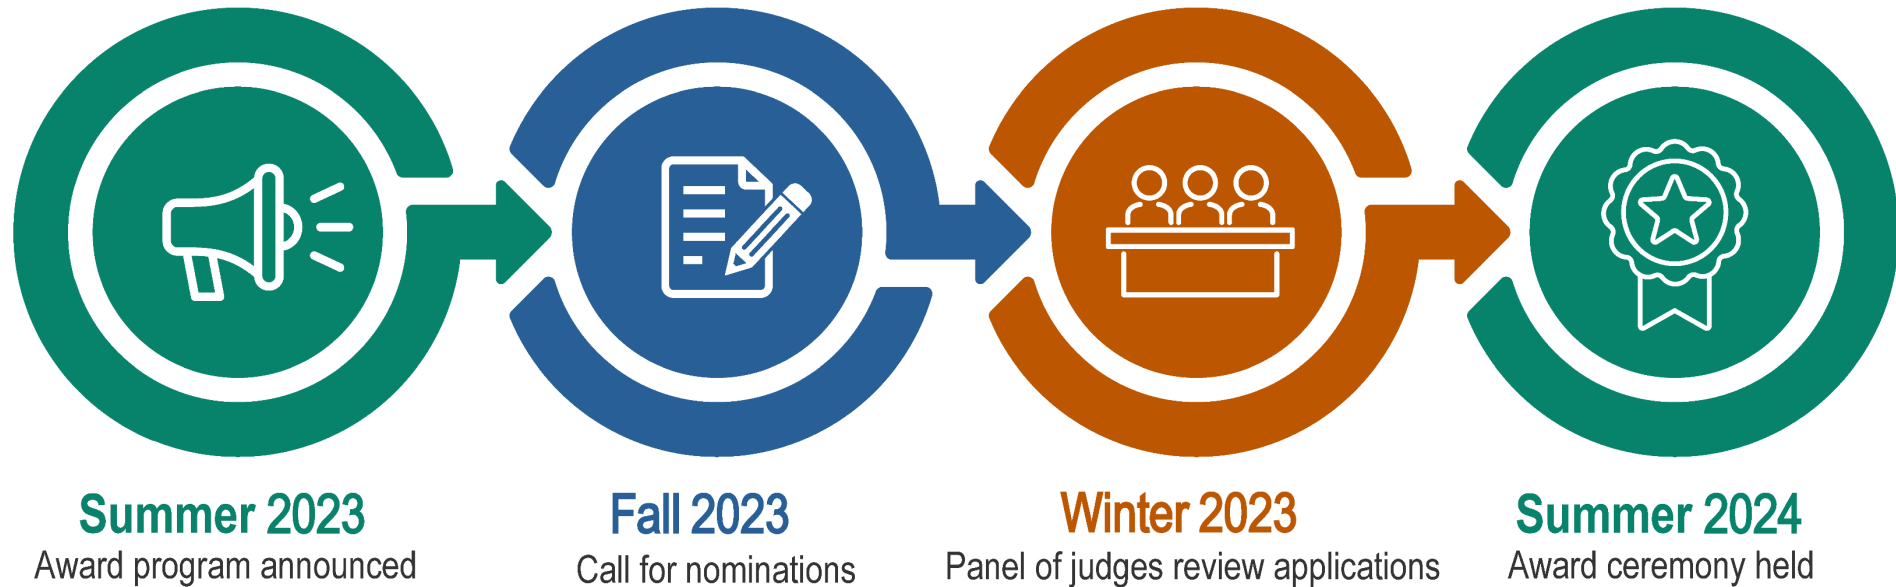 Summer 2023
Award program announced
Fall 2023
Call for nominations
Winter 2023
Panel of judges review applications
Summer 2024
Award ceremony held